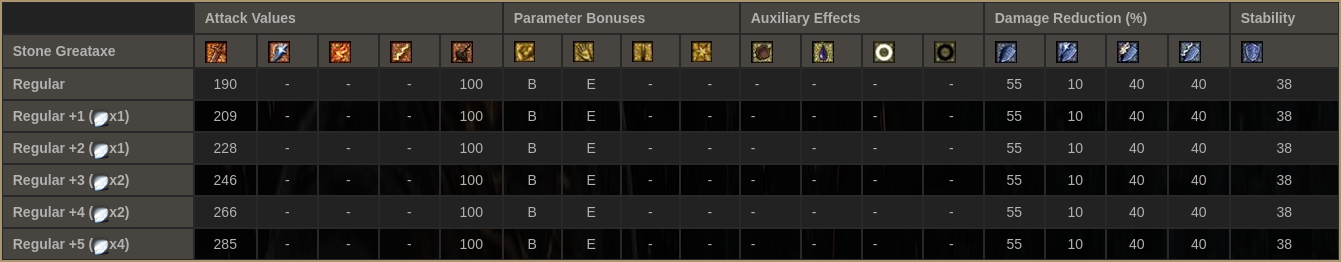 Attack Values Parameter Bonuses Auxiliary Effects Damage Reduction (%) Stability
Stone Greataxe
Regular 190 - - - 100 B E - - - - - - 55 10 40 40 38
Regular +1 (x1) 209 - - - 100 B E - - - - - - 55 10 40 40 38
Regular +2 (x1) 228 - - - 100 B E - - - - - - 55 10 40 40 38
Regular +3 (x2) 246 - - - 100 B E - - - - - - 55 10 40 40 38
Regular +4 (x2) 266 - - - 100 B E - - - - - - 55 10 40 40 38
Regular +5 (x4) 285 - - - 100 B E - - - - - - 55 10 40 40 38